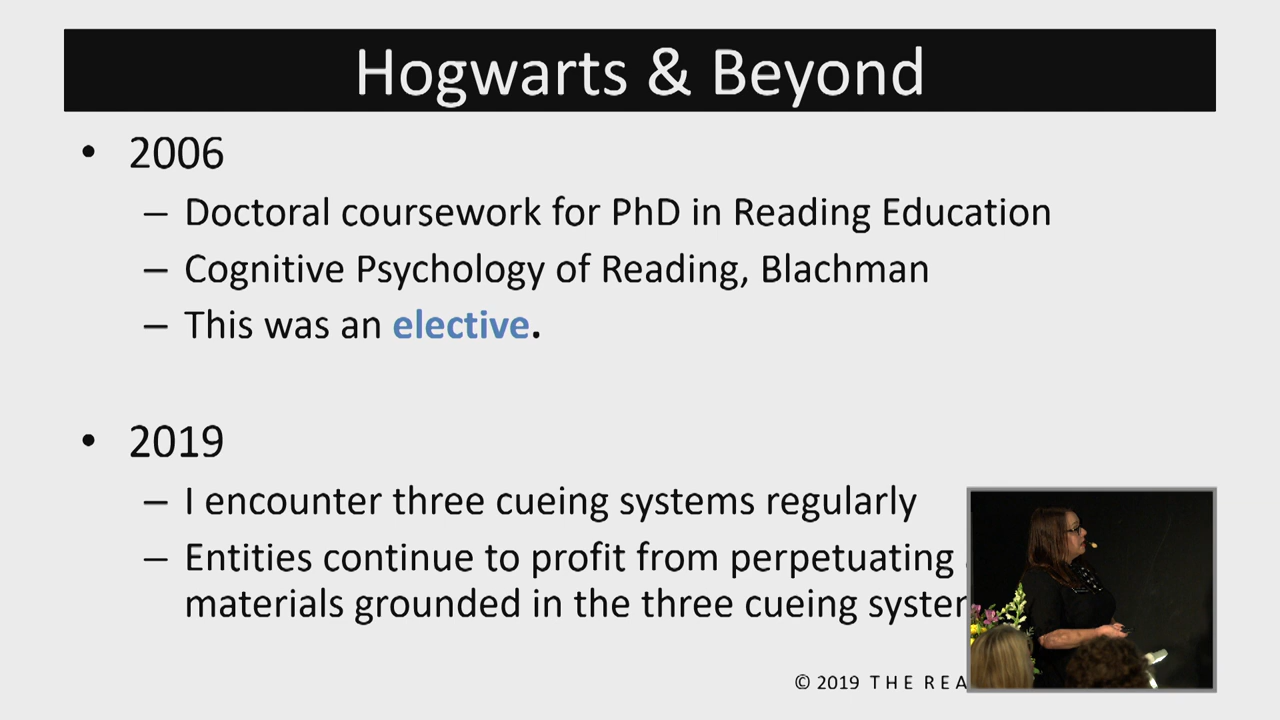 Hogwarts & Beyond
• 2006
– Doctoral coursework for PhD in Reading Education
– Cognitive Psychology of Reading, Blachman
– This was an elective.
• 2019
– I encounter three cueing systems regularly
– Entities continue to profit from perpetuating
materials grounded in the three cueing
© 2019 THE